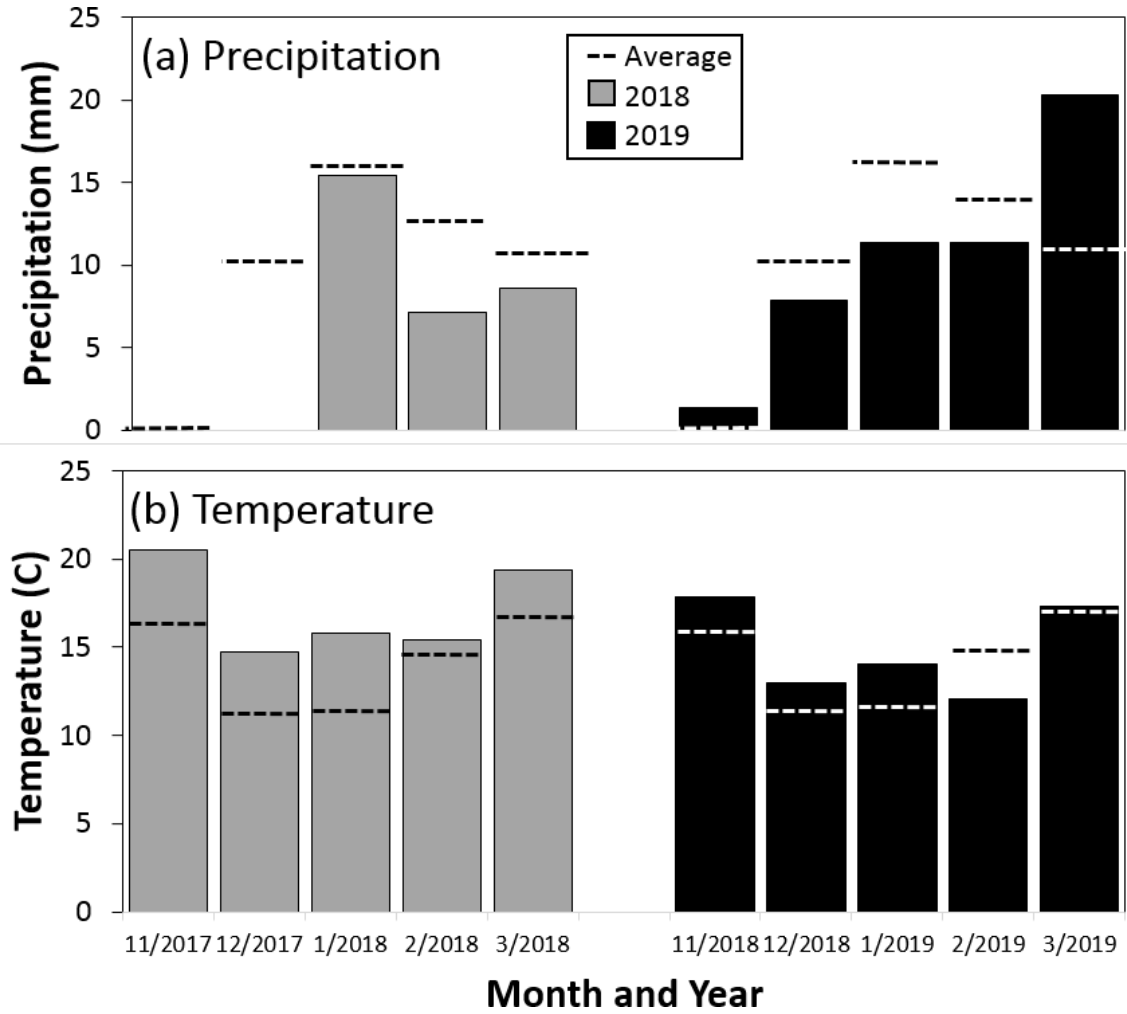 25
(a) Precipitation
Average
2018
2019
20
15
10
5
0
Precipitation (mm)
25
(b) Temperature
20
15
10
5
0
Temperature (C)
11/2017 12/2017 1/2018 2/2018 3/2018 11/2018 12/2018 1/2019 2/2019 3/2019
Month and Year